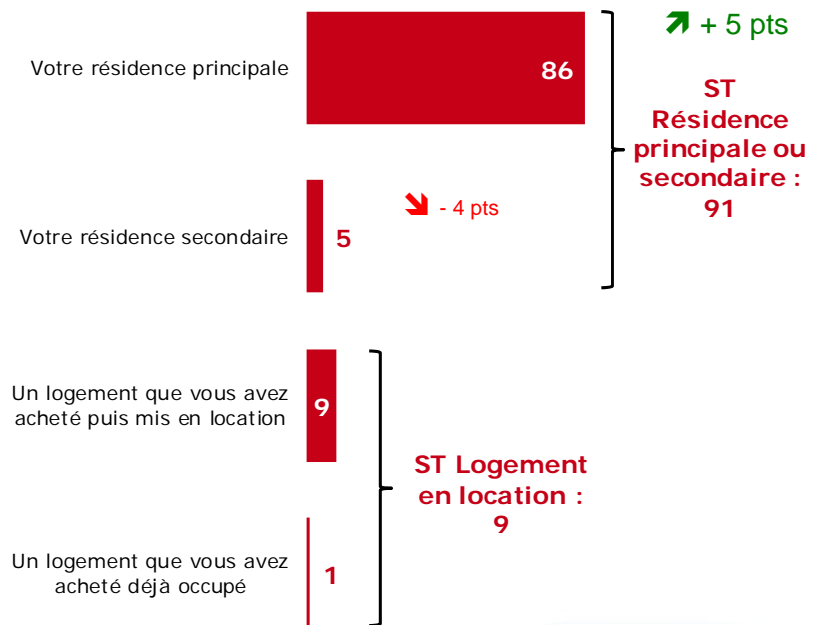 Votre résidence principale
86
↗ + 5 pts
ST
Résidence
principale ou
secondaire :
91
Votre résidence secondaire
5
↘ - 4 pts
Un logement que vous avez
acheté puis mis en location
9
ST Logement
en location :
9
Un logement que vous avez
acheté déjà occupé
1